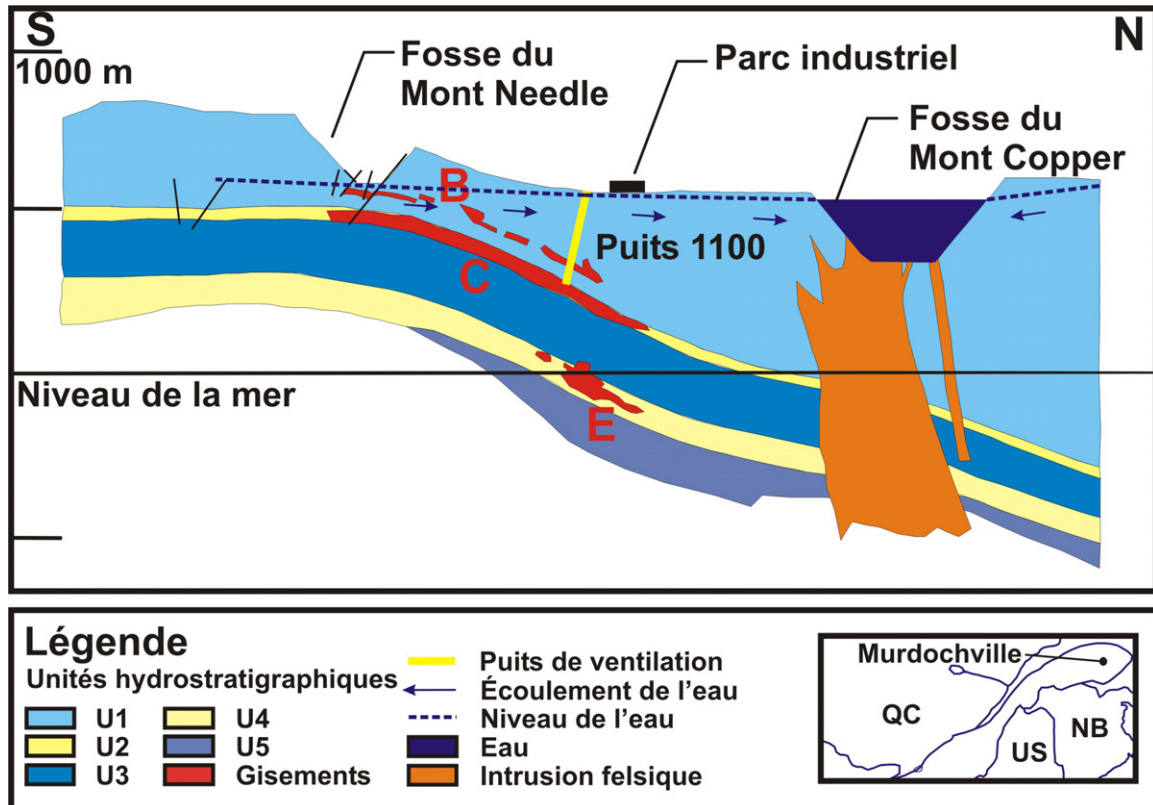 S
N
1000 m
Fosse du
Mont Needle
Parc industriel
Fosse du
Mont Copper
B
Puits 1100
C
Niveau de la mer
E
Légende
Unités hydrostratigraphiques
U1
U4
U2
U5
U3
Gisements
Puits de ventilation
Écoulement de l'eau
Niveau de l'eau
Eau
Intrusion felsique
Murdochville
QC
NB
US